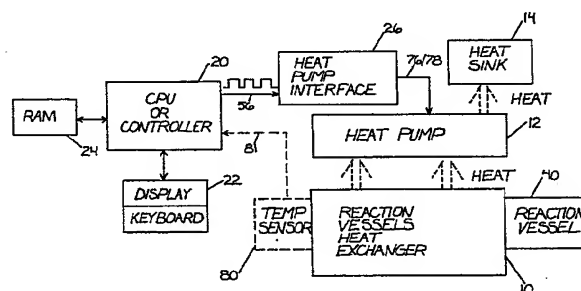 26
14
20
HEAT
SINK
76/78
HEAT
PUMP
INTERFACE
CPU
OR
CONTROLLER
56
RAM
HEAT
24
HEAT PUMP
12
81
22
HEAT
DISPLAY
KEYBOARD
40
TEMP
SENSOR
REACTION
VESSELS
HEAT
EXCHANGER
REACTION
VESSEL
80
10